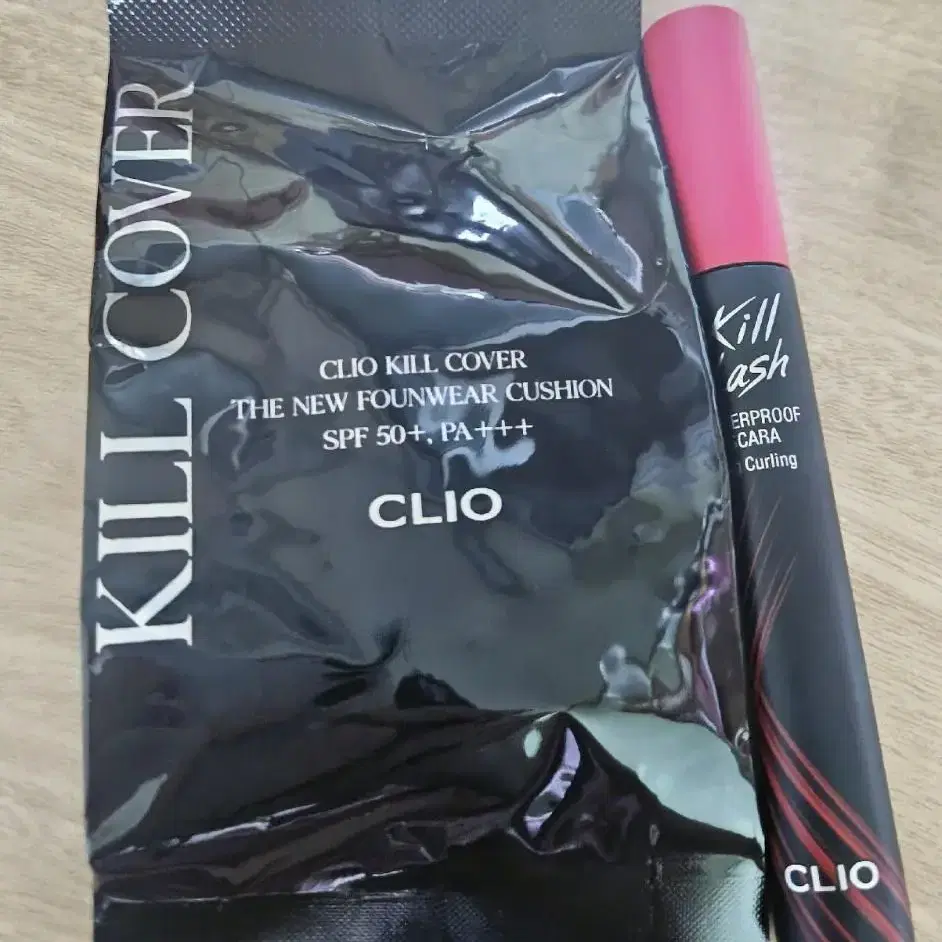 KILL COVER
CLIO KILL COVER
THE NEW FOUNWEAR CUSHION
SPF 50+, PA+++
CLIO
Kill
ash
ERPROOF
CARA
Curling
CLIO